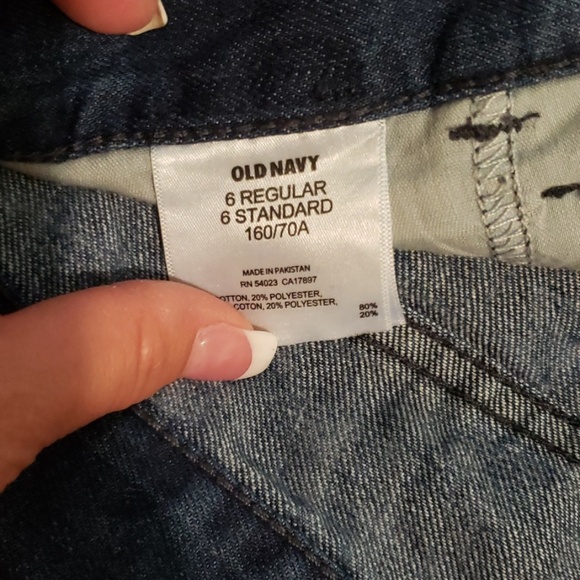 OLD NAVY
6 REGULAR
6 STANDARD
160/70A
MADE IN PAKISTAN
RN 54023 CA17897
OTTON, 20% POLYESTER,
COTON, 20% POLYESTER, 80%
20%